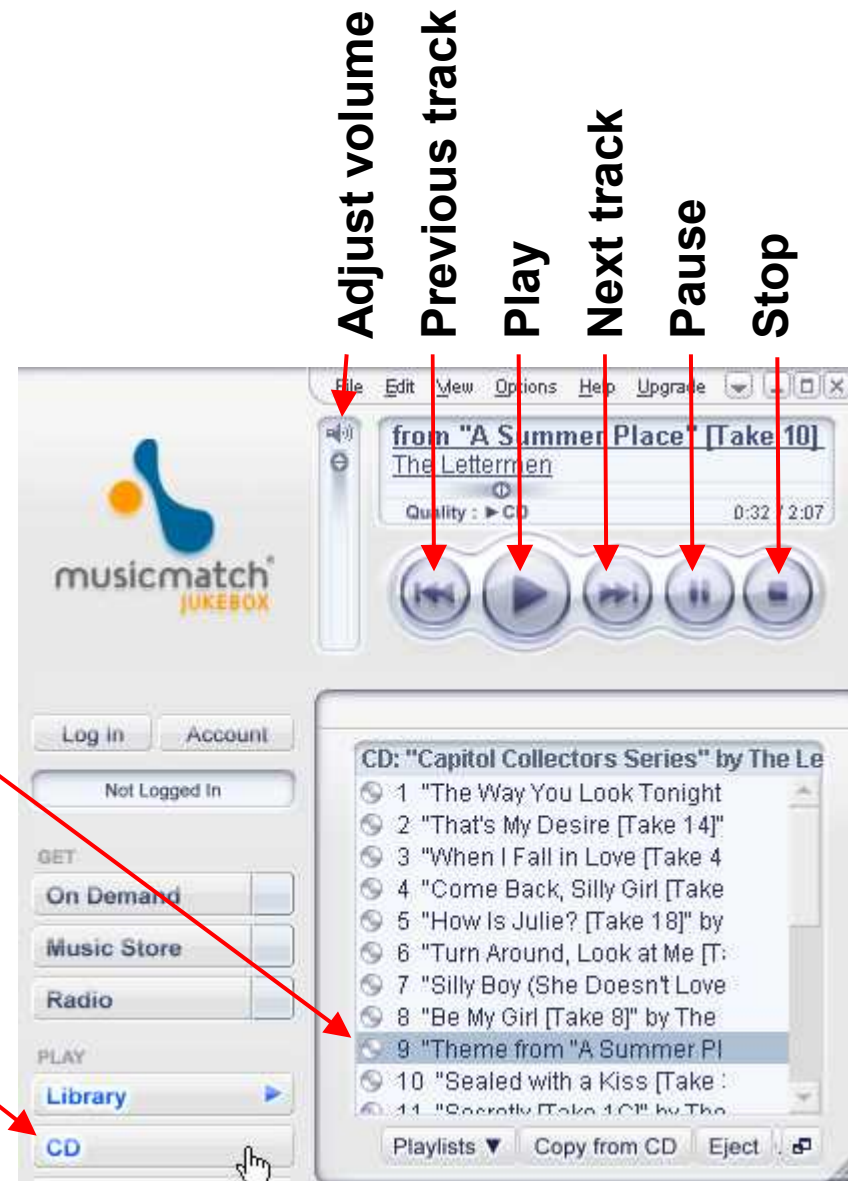 Adjust volume
Previous track
Play
Next track
Pause
Stop
File Edit View Options Help Upgrade
from "A Summer Place" [Take 10]
The Lettermen
Quality : ►CD 0:32 / 2:07
musicmatch®
JUKEBOX
Log in Account
Not Logged In
CD: "Capitol Collectors Series" by The Le
1 "The Way You Look Tonight
2 "That's My Desire [Take 14]"
3 "When I Fall in Love [Take 4
4 "Come Back, Silly Girl [Take
5 "How Is Julie? [Take 18]" by
6 "Turn Around, Look at Me [T
7 "Silly Boy (She Doesn't Love
8 "Be My Girl [Take 8]" by The
9 "Theme from "A Summer Pl
10 "Sealed with a Kiss [Take
11 "Secretly [Take by The
GET
On Demand
Music Store
Radio
PLAY
Library
CD
Playlists ▼ Copy from CD Eject